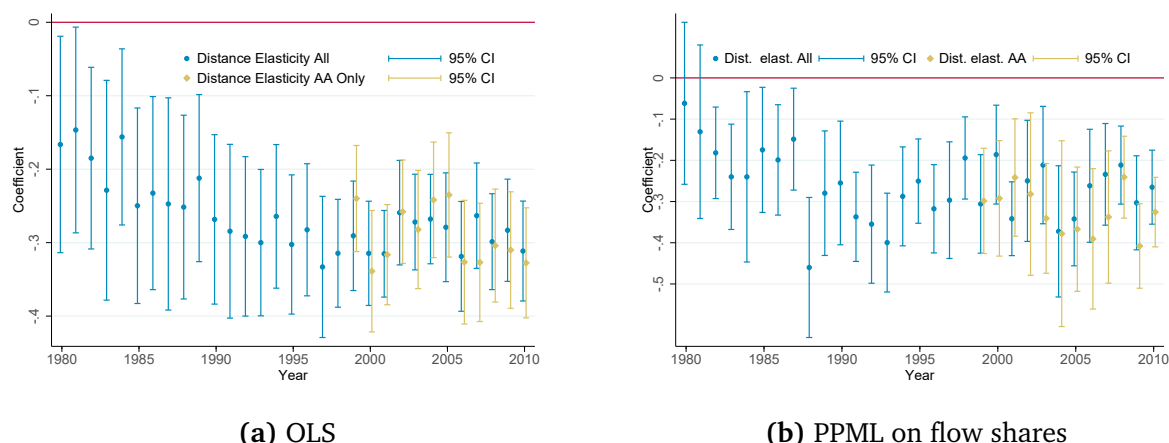 0
-.1
-.2
-.3
-.4
Coefficient
Distance Elasticity All 95% CI
Distance Elasticity AA Only 95% CI
1980 1985 1990 1995 2000 2005 2010
Year
(a) OLS
0
-.1
-.2
-.3
-.4
-.5
Coefficient
Dist. elast. All 95% CI Dist. elast. AA 95% CI
1980 1985 1990 1995 2000 2005 2010
Year
(b) PPML on flow shares